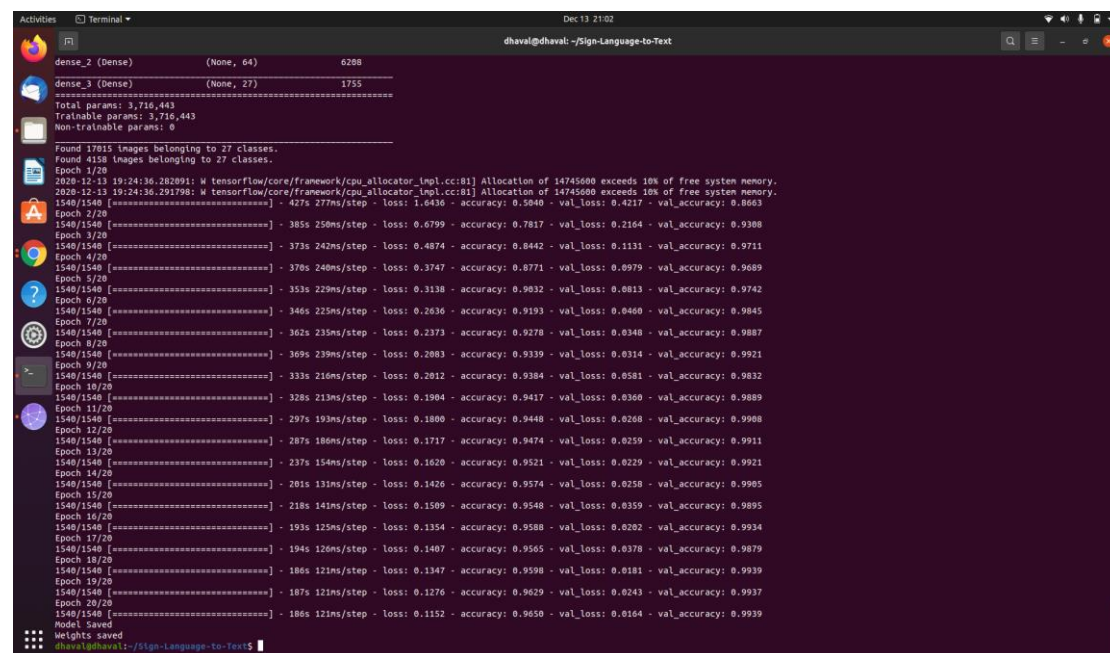 Activities
Terminal
Dec 13 21:02
dhaval@dhaval: ~/Sign-Language-to-Text
dense_2 (Dense) (None, 64) 6208
dense_3 (Dense) (None, 27) 1755
=================================================================
Total params: 3,716,443
Trainable params: 3,716,443
Non-trainable params: 0
Found 17015 images belonging to 27 classes.
Found 4158 images belonging to 27 classes.
Epoch 1/20
2020-12-13 19:24:36.282091: W tensorflow/core/framework/cpu_allocator_impl.cc:81] Allocation of 14745600 exceeds 10% of free system memory.
2020-12-13 19:24:36.291798: W tensorflow/core/framework/cpu_allocator_impl.cc:81] Allocation of 14745600 exceeds 10% of free system memory.
1540/1540 [==============================] - 427s 277ms/step - loss: 1.6436 - accuracy: 0.5040 - val_loss: 0.4217 - val_accuracy: 0.8663
Epoch 2/20
1540/1540 [==============================] - 385s 250ms/step - loss: 0.6799 - accuracy: 0.7817 - val_loss: 0.2164 - val_accuracy: 0.9308
Epoch 3/20
1540/1540 [==============================] - 373s 242ms/step - loss: 0.4874 - accuracy: 0.8442 - val_loss: 0.1131 - val_accuracy: 0.9711
Epoch 4/20
1540/1540 [==============================] - 370s 240ms/step - loss: 0.3747 - accuracy: 0.8771 - val_loss: 0.0979 - val_accuracy: 0.9689
Epoch 5/20
1540/1540 [==============================] - 353s 229ms/step - loss: 0.3138 - accuracy: 0.9032 - val_loss: 0.0813 - val_accuracy: 0.9742
Epoch 6/20
1540/1540 [==============================] - 346s 225ms/step - loss: 0.2636 - accuracy: 0.9193 - val_loss: 0.0460 - val_accuracy: 0.9845
Epoch 7/20
1540/1540 [==============================] - 362s 235ms/step - loss: 0.2373 - accuracy: 0.9278 - val_loss: 0.0348 - val_accuracy: 0.9887
Epoch 8/20
1540/1540 [==============================] - 369s 239ms/step - loss: 0.2083 - accuracy: 0.9339 - val_loss: 0.0314 - val_accuracy: 0.9921
Epoch 9/20
1540/1540 [==============================] - 333s 216ms/step - loss: 0.2012 - accuracy: 0.9384 - val_loss: 0.0581 - val_accuracy: 0.9832
Epoch 10/20
1540/1540 [==============================] - 328s 213ms/step - loss: 0.1904 - accuracy: 0.9417 - val_loss: 0.0360 - val_accuracy: 0.9889
Epoch 11/20
1540/1540 [==============================] - 297s 193ms/step - loss: 0.1800 - accuracy: 0.9448 - val_loss: 0.0268 - val_accuracy: 0.9908
Epoch 12/20
1540/1540 [==============================] - 287s 186ms/step - loss: 0.1717 - accuracy: 0.9474 - val_loss: 0.0259 - val_accuracy: 0.9911
Epoch 13/20
1540/1540 [==============================] - 237s 154ms/step - loss: 0.1620 - accuracy: 0.9521 - val_loss: 0.0229 - val_accuracy: 0.9921
Epoch 14/20
1540/1540 [==============================] - 201s 131ms/step - loss: 0.1426 - accuracy: 0.9574 - val_loss: 0.0258 - val_accuracy: 0.9905
Epoch 15/20
1540/1540 [==============================] - 218s 141ms/step - loss: 0.1509 - accuracy: 0.9548 - val_loss: 0.0359 - val_accuracy: 0.9895
Epoch 16/20
1540/1540 [==============================] - 193s 125ms/step - loss: 0.1354 - accuracy: 0.9588 - val_loss: 0.0202 - val_accuracy: 0.9934
Epoch 17/20
1540/1540 [==============================] - 194s 126ms/step - loss: 0.1407 - accuracy: 0.9565 - val_loss: 0.0378 - val_accuracy: 0.9879
Epoch 18/20
1540/1540 [==============================] - 186s 121ms/step - loss: 0.1347 - accuracy: 0.9598 - val_loss: 0.0181 - val_accuracy: 0.9939
Epoch 19/20
1540/1540 [==============================] - 187s 121ms/step - loss: 0.1276 - accuracy: 0.9629 - val_loss: 0.0243 - val_accuracy: 0.9937
Epoch 20/20
1540/1540 [==============================] - 186s 121ms/step - loss: 0.1152 - accuracy: 0.9650 - val_loss: 0.0164 - val_accuracy: 0.9939
Model Saved
Weights saved
dhaval@dhaval:~/Sign-Language-to-Text$